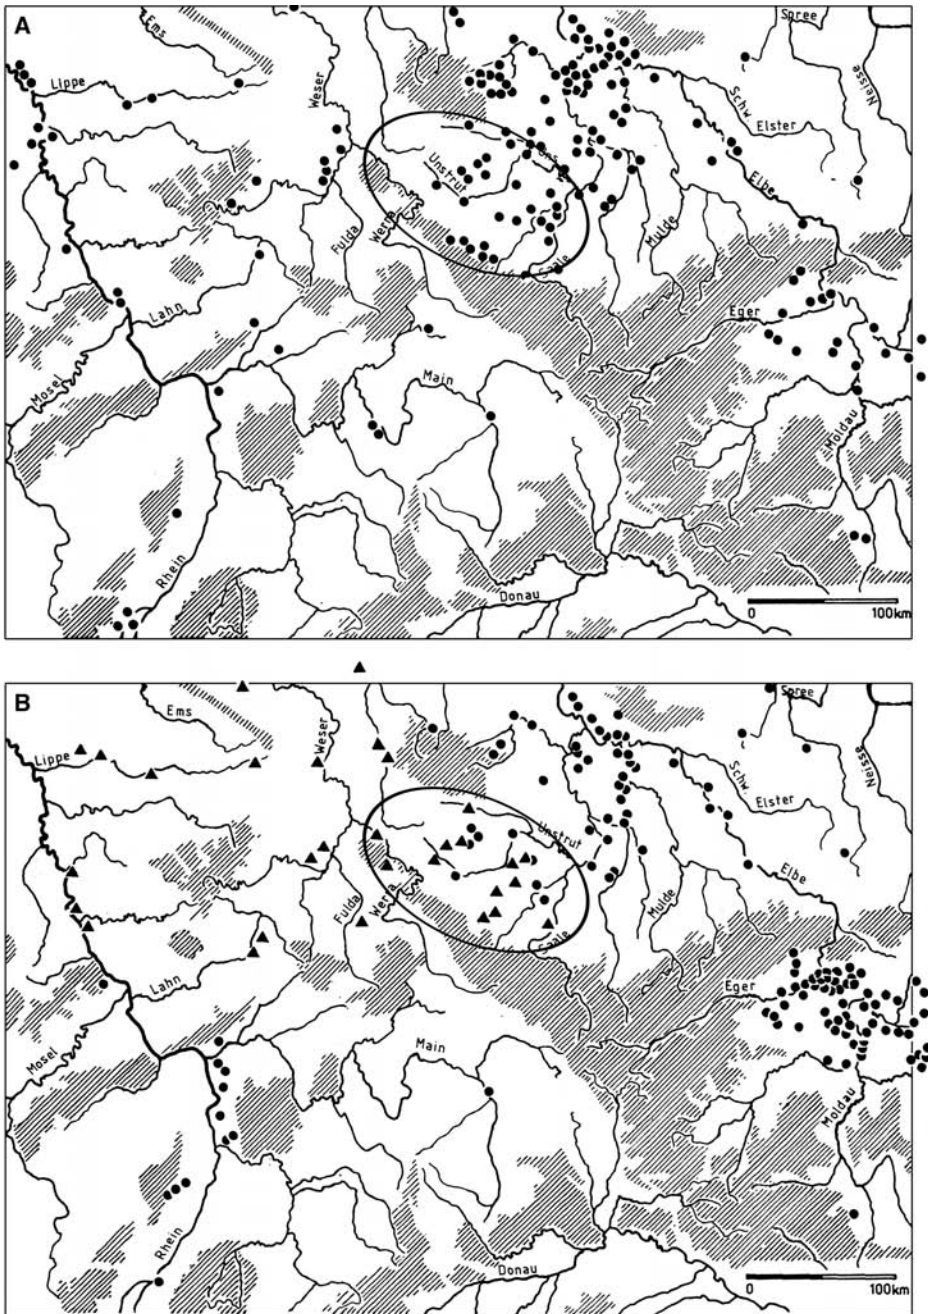 A
Ems
Spree
Lippe
Weser
Neisse
Schw.
Elster
Unstrut
Elbe
Fulda
Werra
Mulde
Saale
Lahn
Eger
Mosel
Main
Moldau
Rhein
Donau
0 100km
B
Ems
Spree
Lippe
Weser
Neisse
Schw.
Elster
Unstrut
Elbe
Fulda
Werra
Mulde
Saale
Lahn
Eger
Mosel
Main
Moldau
Rhein
Donau
0 100km